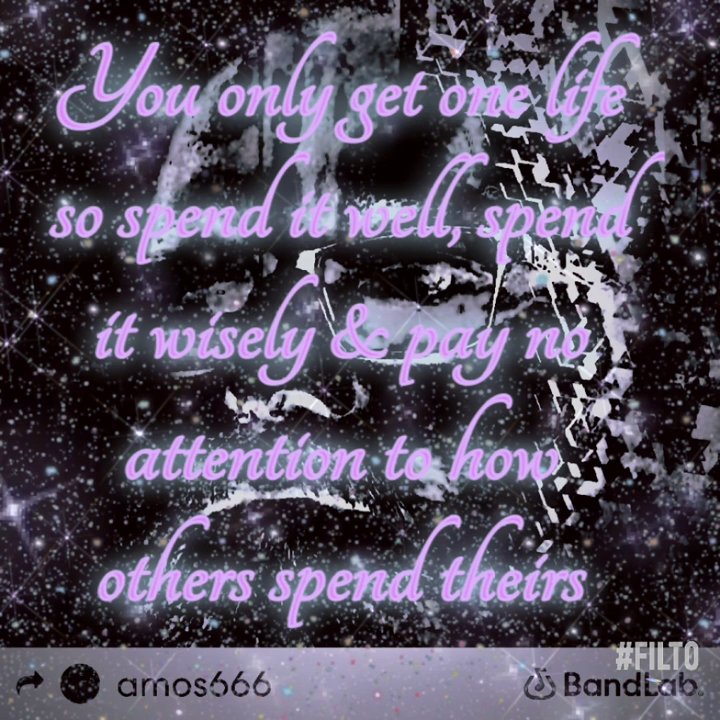 You only get one life
so spend it well, spend
it wisely & pay no
attention to how
others spend theirs
#FILTO
amos666
BandLab.